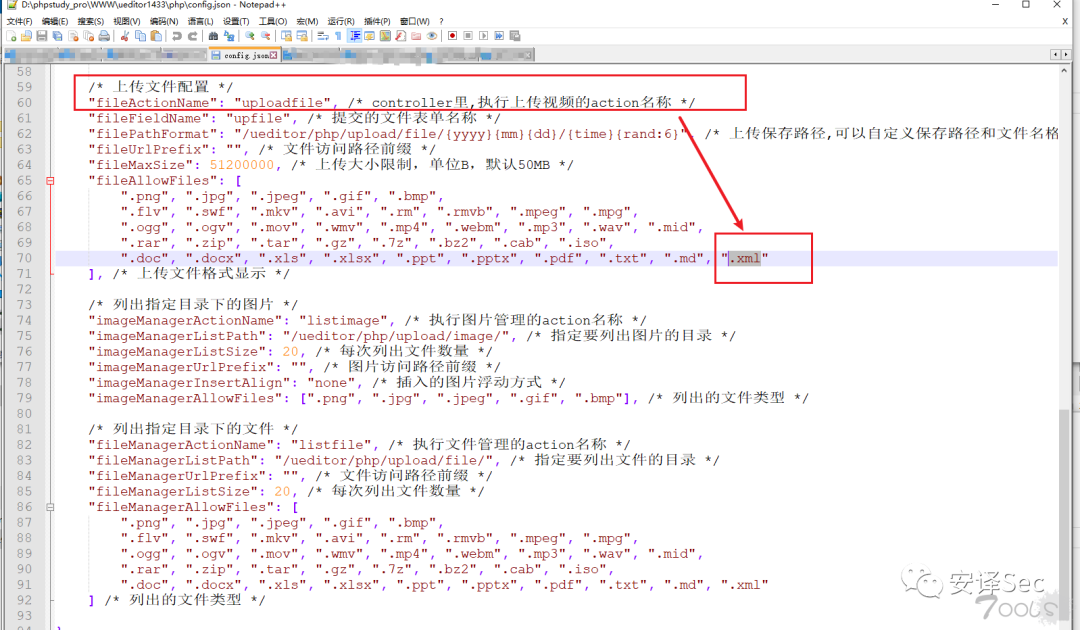 D:\phpstudy_pro\WWW\ueditor1433\php\config.json - Notepad++
文件(F) 编辑(E) 搜索(S) 视图(V) 编码(N) 语言(L) 设置(T) 工具(O) 宏(M) 运行(R) 插件(P) 窗口(W) ? X
config.json
58
59 /* 上传文件配置 */
60 "fileActionName": "uploadfile", /* controller里,执行上传视频的action名称 */
61 "fileFieldName": "upfile", /* 提交的文件表单名称 */
62 "filePathFormat": "/ueditor/php/upload/file/{yyyy}{mm}{dd}/{time}{rand:6}", /* 上传保存路径,可以自定义保存路径和文件名格
63 "fileUrlPrefix": "", /* 文件访问路径前缀 */
64 "fileMaxSize": 51200000, /* 上传大小限制，单位B，默认50MB */
65 "fileAllowFiles": [
66 ".png", ".jpg", ".jpeg", ".gif", ".bmp",
67 ".flv", ".swf", ".mkv", ".avi", ".rm", ".rmvb", ".mpeg", ".mpg",
68 ".ogg", ".ogv", ".mov", ".wmv", ".mp4", ".webm", ".mp3", ".wav", ".mid",
69 ".rar", ".zip", ".tar", ".gz", ".7z", ".bz2", ".cab", ".iso",
70 ".doc", ".docx", ".xls", ".xlsx", ".ppt", ".pptx", ".pdf", ".txt", ".md", ".xml"
71 ], /* 上传文件格式显示 */
72
73 /* 列出指定目录下的图片 */
74 "imageManagerActionName": "listimage", /* 执行图片管理的action名称 */
75 "imageManagerListPath": "/ueditor/php/upload/image/", /* 指定要列出图片的目录 */
76 "imageManagerListSize": 20, /* 每次列出文件数量 */
77 "imageManagerUrlPrefix": "", /* 图片访问路径前缀 */
78 "imageManagerInsertAlign": "none", /* 插入的图片浮动方式 */
79 "imageManagerAllowFiles": [".png", ".jpg", ".jpeg", ".gif", ".bmp"], /* 列出的文件类型 */
80
81 /* 列出指定目录下的文件 */
82 "fileManagerActionName": "listfile", /* 执行文件管理的action名称 */
83 "fileManagerListPath": "/ueditor/php/upload/file/", /* 指定要列出文件的目录 */
84 "fileManagerUrlPrefix": "", /* 文件访问路径前缀 */
85 "fileManagerListSize": 20, /* 每次列出文件数量 */
86 "fileManagerAllowFiles": [
87 ".png", ".jpg", ".jpeg", ".gif", ".bmp",
88 ".flv", ".swf", ".mkv", ".avi", ".rm", ".rmvb", ".mpeg", ".mpg",
89 ".ogg", ".ogv", ".mov", ".wmv", ".mp4", ".webm", ".mp3", ".wav", ".mid",
90 ".rar", ".zip", ".tar", ".gz", ".7z", ".bz2", ".cab", ".iso",
91 ".doc", ".docx", ".xls", ".xlsx", ".ppt", ".pptx", ".pdf", ".txt", ".md", ".xml"
92 ] /* 列出的文件类型 */
93
安译Sec
7ools